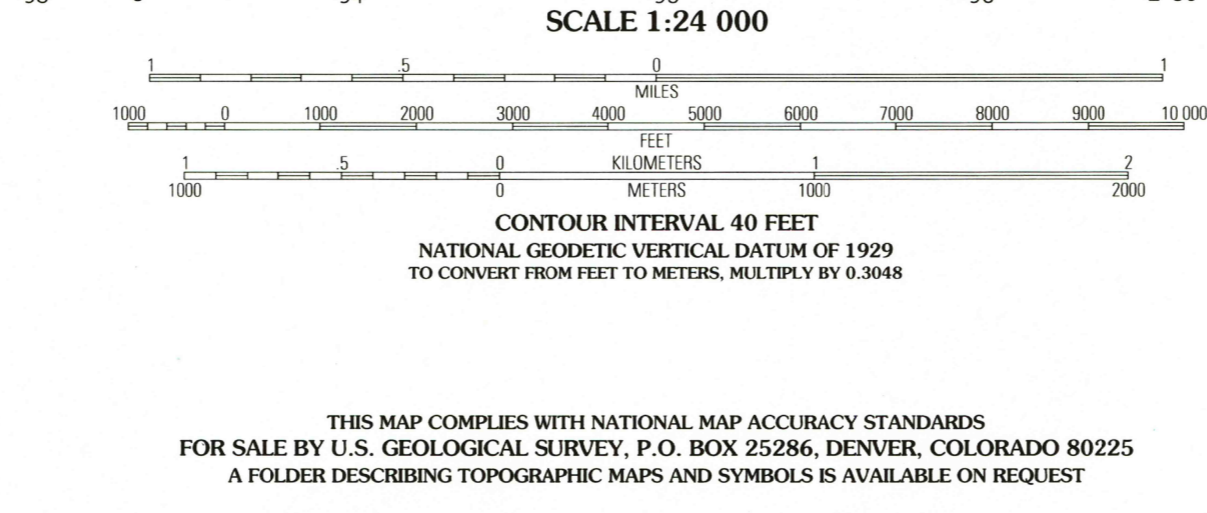 SCALE 1:24 000
1 .5 0 1
MILES
1000 0 1000 2000 3000 4000 5000 6000 7000 8000 9000 10 000
FEET
1 .5 0 KILOMETERS 1 2
1000 0 METERS 1000 2000
CONTOUR INTERVAL 40 FEET
NATIONAL GEODETIC VERTICAL DATUM OF 1929
TO CONVERT FROM FEET TO METERS, MULTIPLY BY 0.3048
THIS MAP COMPLIES WITH NATIONAL MAP ACCURACY STANDARDS
FOR SALE BY U.S. GEOLOGICAL SURVEY, P.O. BOX 25286, DENVER, COLORADO 80225
A FOLDER DESCRIBING TOPOGRAPHIC MAPS AND SYMBOLS IS AVAILABLE ON REQUEST